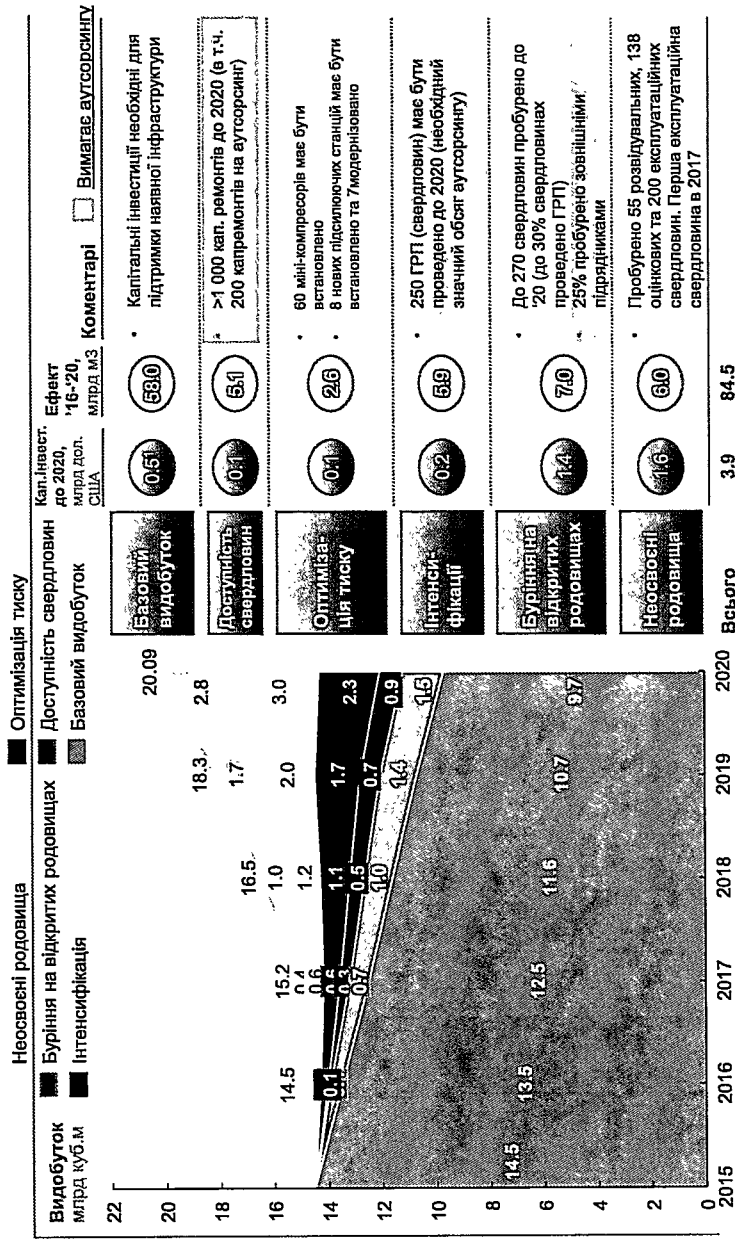 Неосвоєні родовища
Видобуток
млрд куб.м
Буріння на відкритих родовищах
Інтенсифікація
Оптимізація тиску
Доступність свердловин
Базовий видобуток
Кап.інвест.
до 2020,
млрд дол.
США
Ефект
'16-'20,
млрд м3
Коментарі
Вимагає аутсорсингу
22
20
18
16
14
12
10
8
6
4
2
0
2015
2016
2017
2018
2019
2020
14.5
14.5
0.1
13.5
15.2
0.4
0.6
0.6
0.3
0.7
12.5
16.5
1.0
1.2
1.1
0.5
1.0
11.6
18.3
1.7
2.0
1.7
0.7
1.4
10.7
20.09
2.8
3.0
2.3
0.9
1.5
9.7
Базовий
видобуток
0.5
58.0
• Капітальні інвестиції необхідні для
підтримки наявної інфраструктури
Доступність
свердловин
0.1
5.1
• >1 000 кап. ремонтів до 2020 (в т.ч.
200 капремонтів на аутсорсинг)
Оптиміза-
ція тиску
0.1
2.6
• 60 міні-компресорів має бути
встановлено
• 8 нових підсилюючих станцій має бути
встановлено та 7модернізовано
Інтенси-
фікації
0.2
5.9
• 250 ГРП (свердловин) має бути
проведено до 2020 (необхідний
значний обсяг аутсорсингу)
Буріння на
відкритих
родовищах
1.4
7.0
• До 270 свердловин пробурено до
'20 (до 30% свердловинах
проведено ГРП)
25% пробурено зовнішніми
підрядіниками
Неосвоєні
родовища
1.6
6.0
• Пробурено 55 розвідувальних, 138
оцінкових та 200 експлуатаційних
свердловин. Перша експлуатаційна
свердловина в 2017
Всього
3.9
84.5